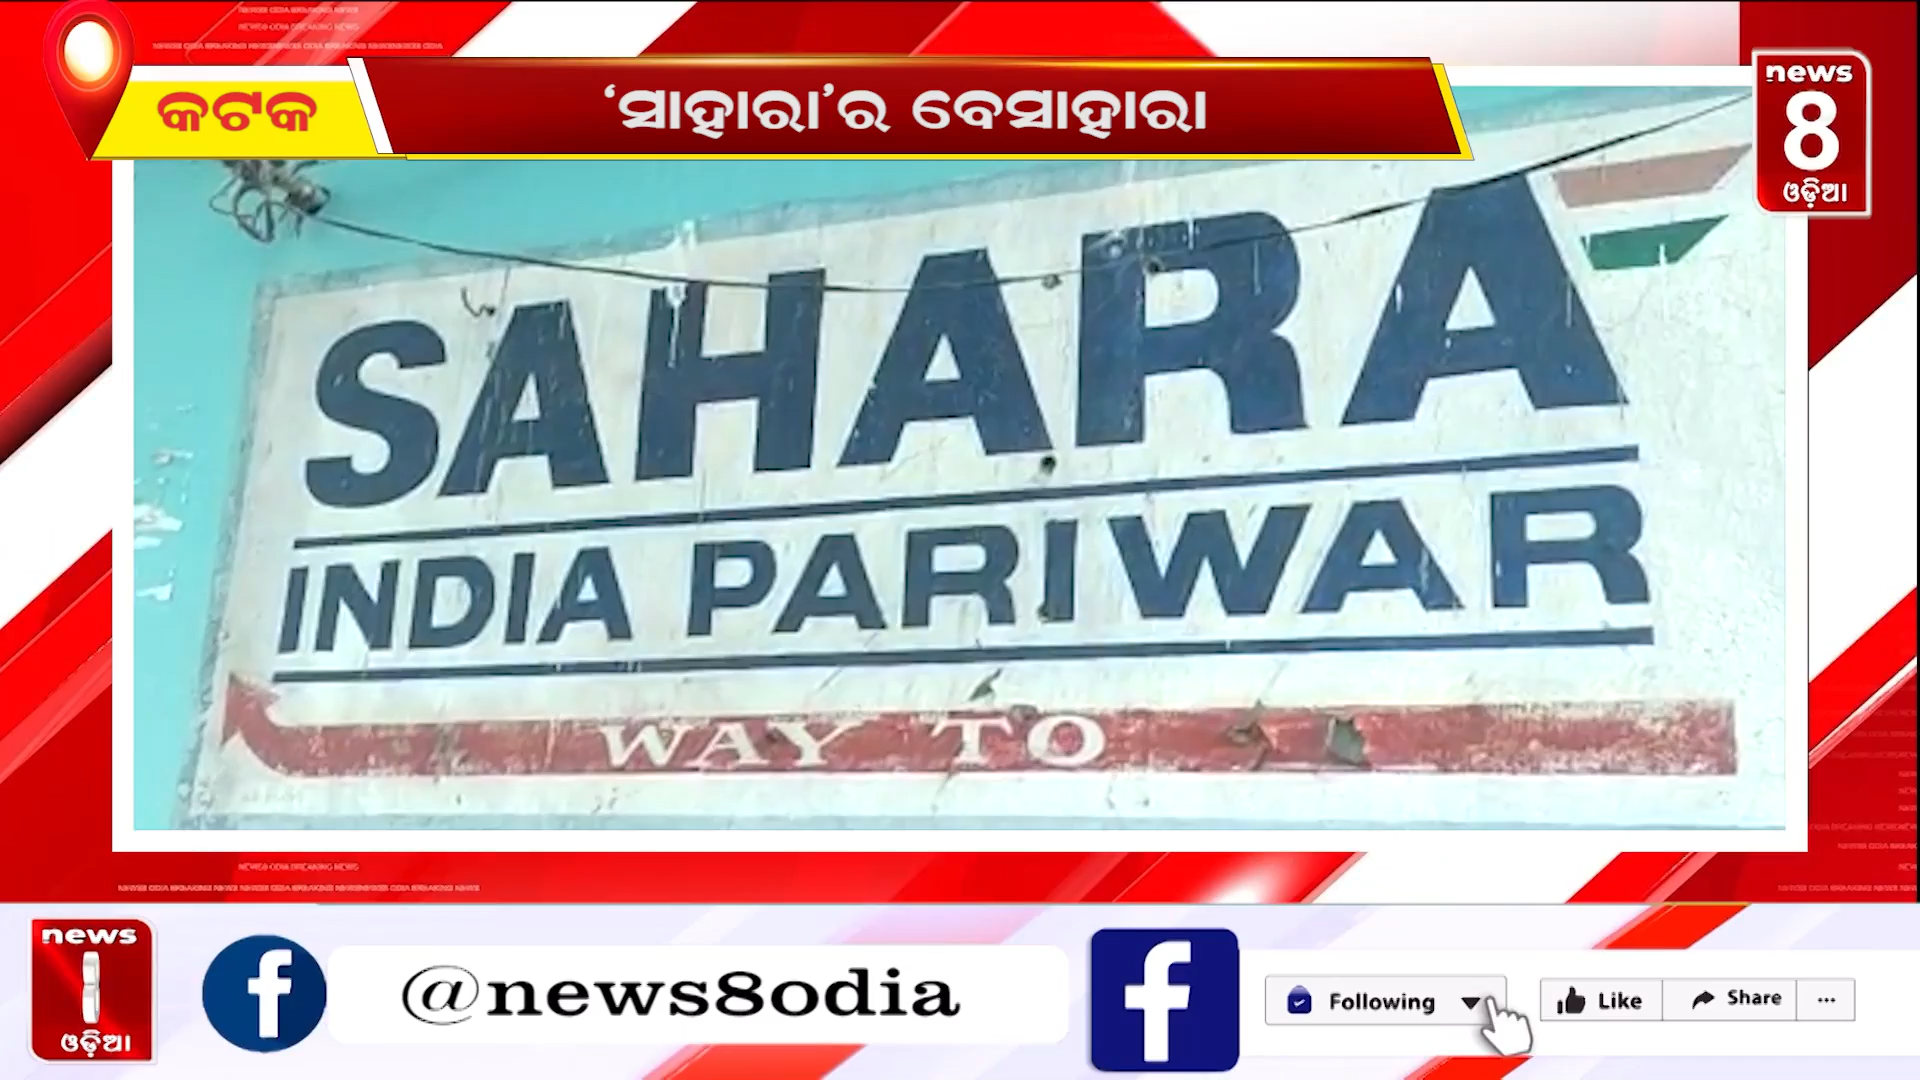 କଟକ
‘ସାହାରା’ର ବେସାହାରା
news
8
ଓଡ଼ିଆ
SAHARA
INDIA PARIWAR
WAY TO
news
ଓଡ଼ିଆ
@news8odia
Following
Like
Share